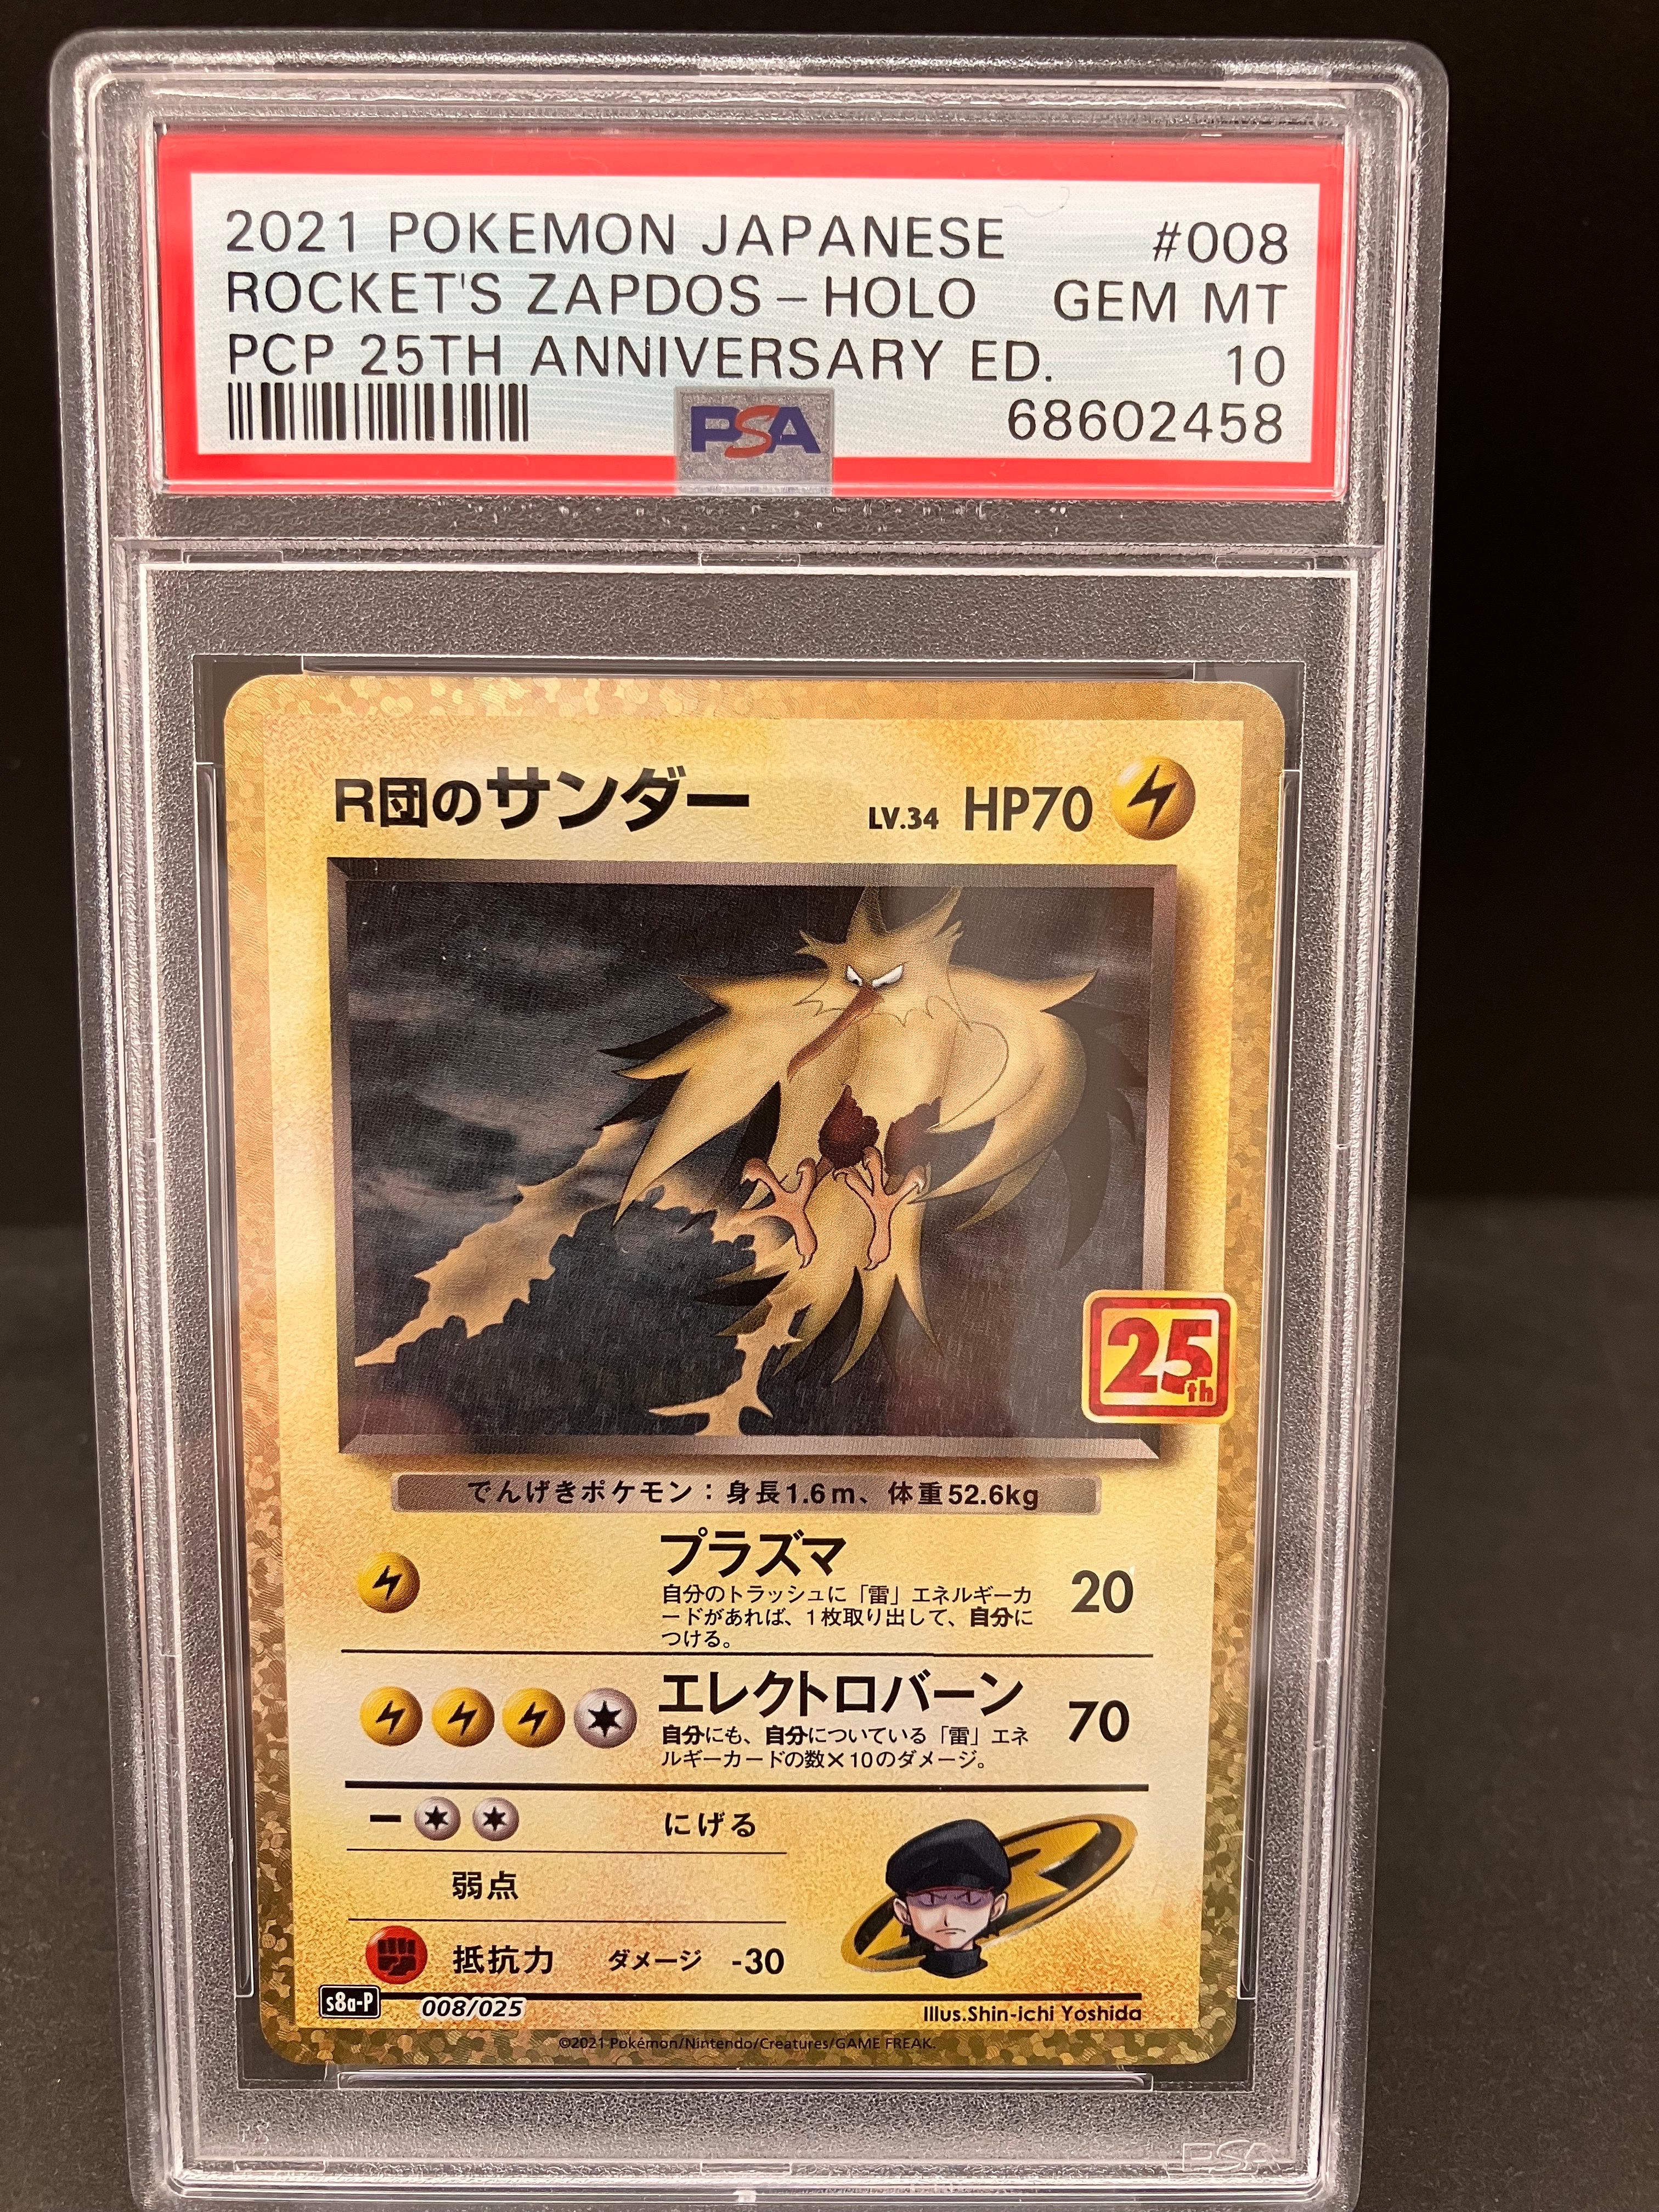 2021 POKEMON JAPANESE #008
ROCKET'S ZAPDOS – HOLO GEM MT
PCP 25TH ANNIVERSARY ED. 10
PSA 68602458
R団のサンダー LV.34 HP70
25th
でんげきポケモン：身長1.6m、体重52.6kg
プラズマ 20
自分のトラッシュに「雷」エネルギーカ
ードがあれば、1枚取り出して、自分に
つける。
エレクトロバーン 70
自分にも、自分についている「雷」エネ
ルギーカードの数×10のダメージ。
ー にげる
弱点
抵抗力 ダメージ -30
R
s8a-P 008/025 Illus.Shin-ichi Yoshida
©2021 Pokémon/Nintendo/Creatures/GAME FREAK.
PSA